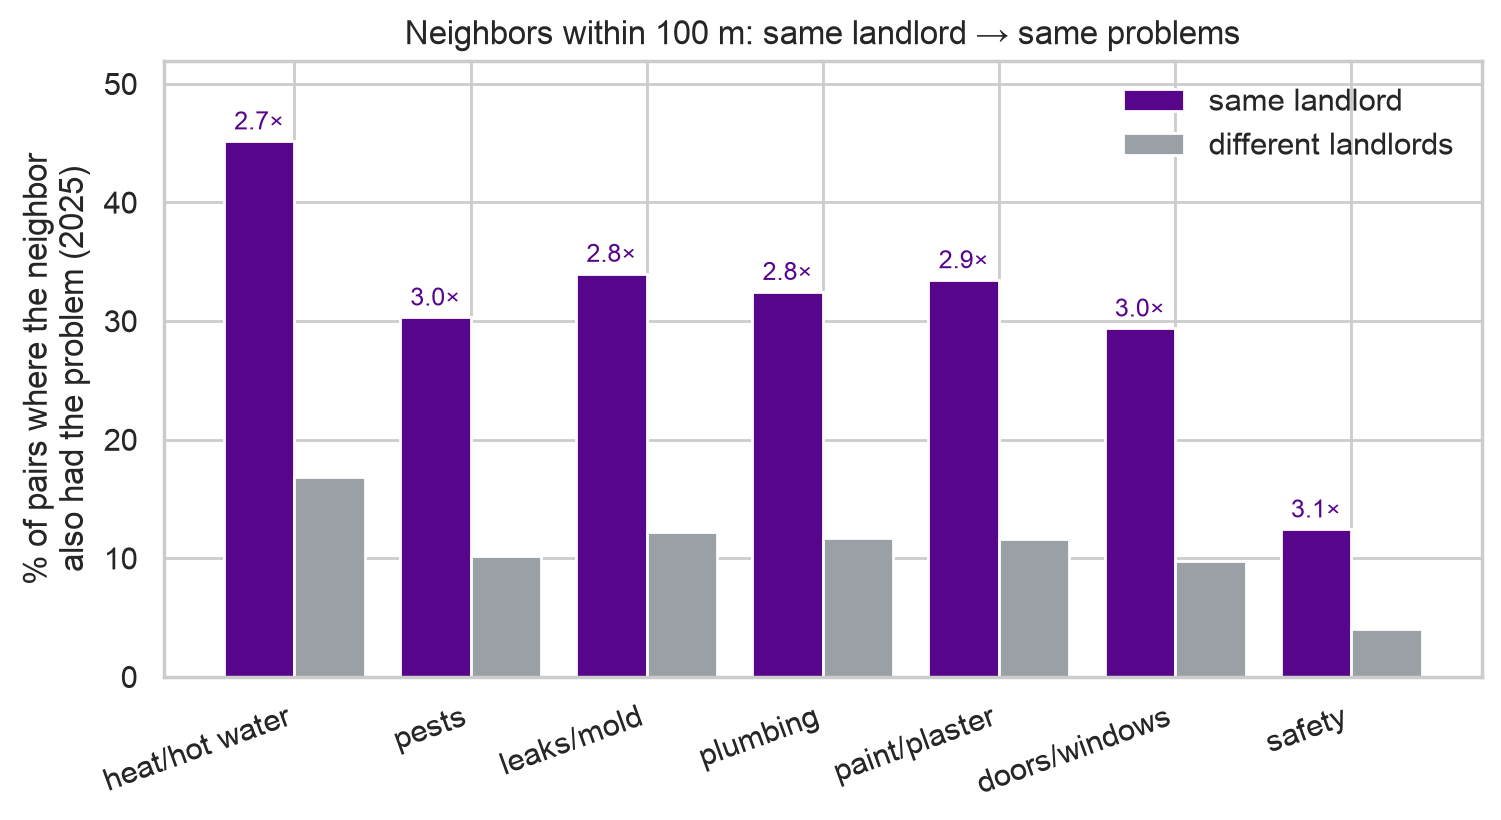 Neighbors within 100 m: same landlord → same problems
same landlord
different landlords
% of pairs where the neighbor
also had the problem (2025)
50
40
30
20
10
0
2.7×
3.0×
2.8×
2.8×
2.9×
3.0×
3.1×
heat/hot water
pests
leaks/mold
plumbing
paint/plaster
doors/windows
safety